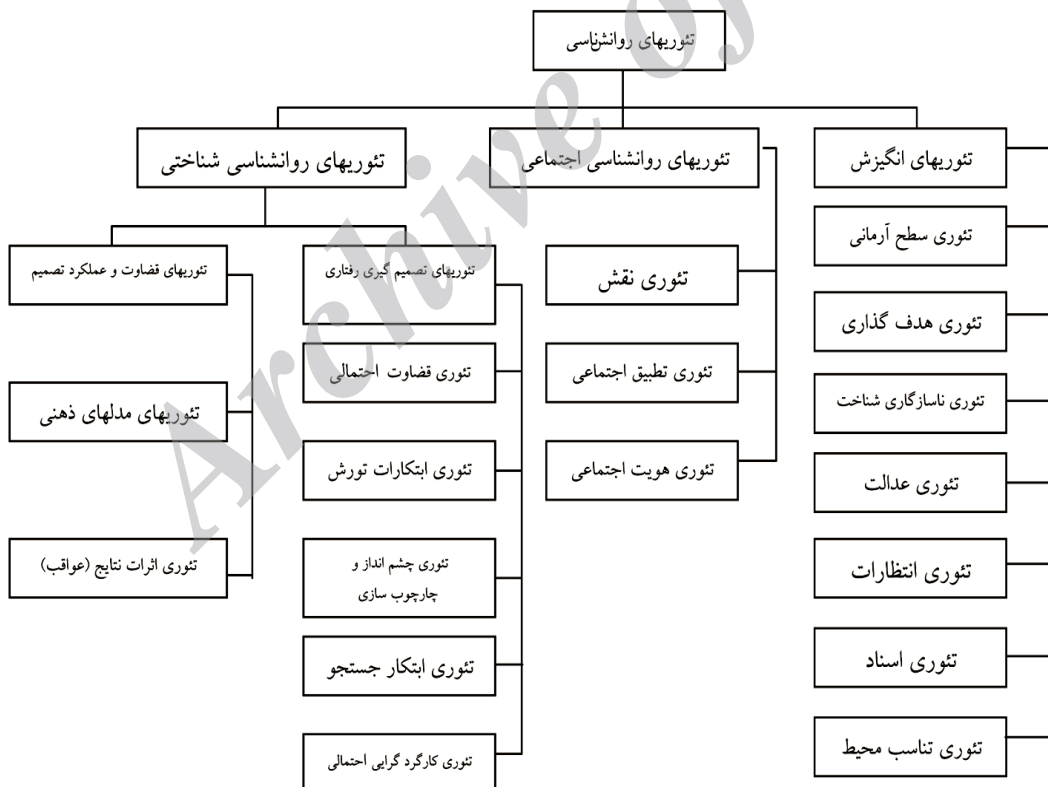 تئوریهای روانشناسی
تئوریهای انگیزش
تئوریهای روانشناسی اجتماعی
تئوریهای روانشناسی شناختی
تئوری سطح آرمانی
تئوری هدف گذاری
تئوری ناسازگاری شناخت
تئوری عدالت
تئوری انتظارات
تئوری اسناد
تئوری تناسب محیط
تئوری نقش
تئوری تطبیق اجتماعی
تئوری هویت اجتماعی
تئوریهای تصمیم گیری رفتاری
تئوری قضاوت احتمالی
تئوری ابتکارات تورش
تئوری چشم انداز و
چارچوب سازی
تئوری ابتکار جستجو
تئوری کارگرد گرایی احتمالی
تئوریهای قضاوت و عملکرد تصمیم
تئوریهای مدلهای ذهنی
تئوری اثرات نتایج (عواقب)
Archive of